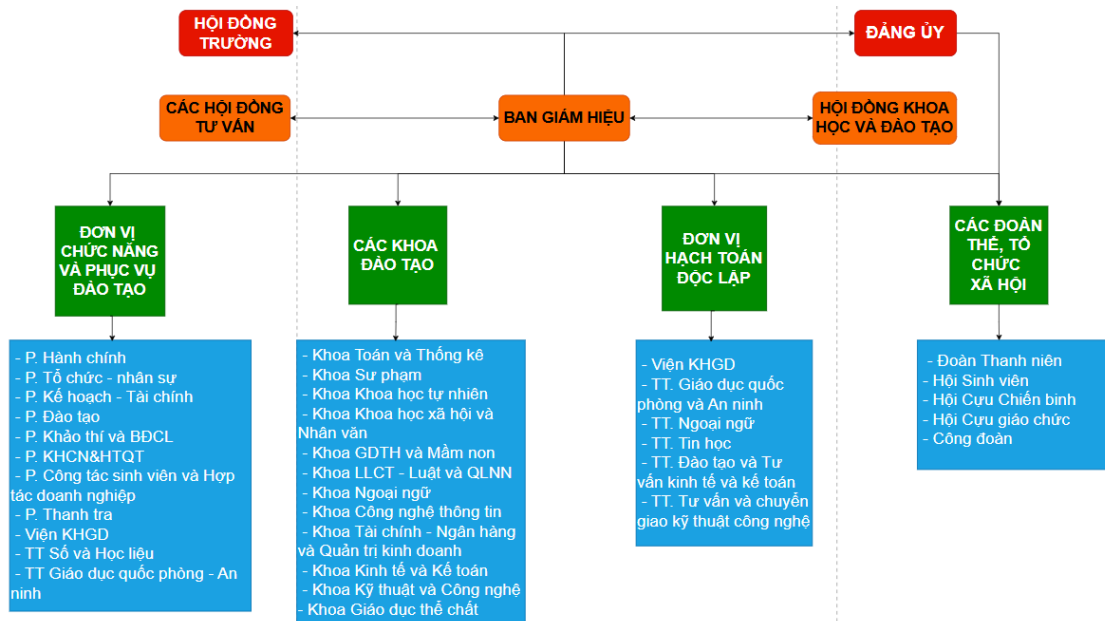 HỘI ĐỒNG
TRƯỜNG
ĐẢNG ỦY
CÁC HỘI ĐỒNG
TƯ VẤN
BAN GIÁM HIỆU
HỘI ĐỒNG KHOA
HỌC VÀ ĐÀO TẠO
ĐƠN VỊ
CHỨC NĂNG
VÀ PHỤC VỤ
ĐÀO TẠO
CÁC KHOA
ĐÀO TẠO
ĐƠN VỊ
HẠCH TOÁN
ĐỘC LẬP
CÁC ĐOÀN
THỂ, TỔ
CHỨC
XÃ HỘI
- P. Hành chính
- P. Tổ chức - nhân sự
- P. Kế hoạch - Tài chính
- P. Đào tạo
- P. Khảo thí và BĐCL
- P. KHCN&HTQT
- P. Công tác sinh viên và Hợp
tác doanh nghiệp
- P. Thanh tra
- Viện KHGD
- TT Số và Học liệu
- TT Giáo dục quốc phòng - An
ninh
- Khoa Toán và Thống kê
- Khoa Sư phạm
- Khoa Khoa học tự nhiên
- Khoa Khoa học xã hội và
Nhân văn
- Khoa GDTH và Mầm non
- Khoa LLCT - Luật và QLNN
- Khoa Ngoại ngữ
- Khoa Công nghệ thông tin
- Khoa Tài chính - Ngân hàng
và Quản trị kinh doanh
- Khoa Kinh tế và Kế toán
- Khoa Kỹ thuật và Công nghệ
- Khoa Giáo dục thể chất
- Viện KHGD
- TT. Giáo dục quốc
phòng và An ninh
- TT. Ngoại ngữ
- TT. Tin học
- TT. Đào tạo và Tư
vấn kinh tế và kế toán
- TT. Tư vấn và chuyển
giao kỹ thuật công nghệ
- Đoàn Thanh niên
- Hội Sinh viên
- Hội Cựu Chiến binh
- Hội Cựu giáo chức
- Công đoàn